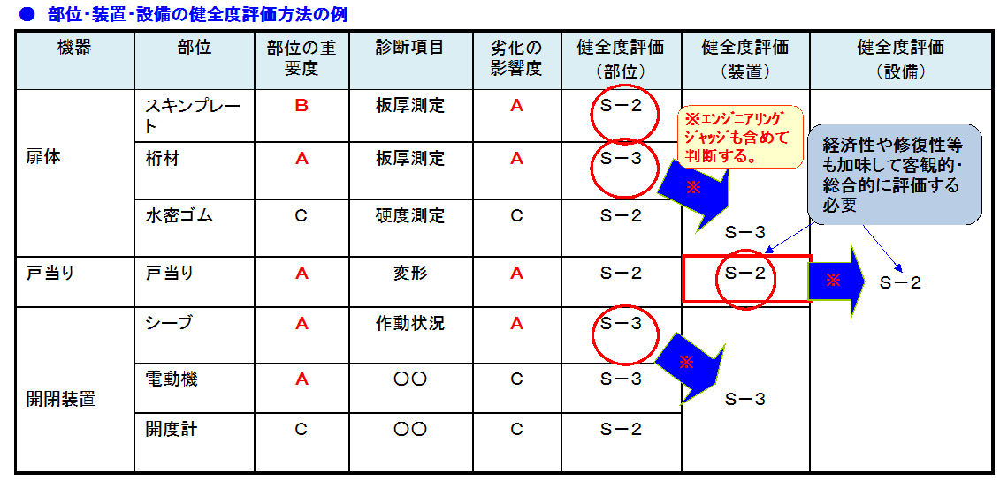 ● 部位・装置・設備の健全度評価方法の例
機器 部位 部位の重要度 診断項目 劣化の影響度 健全度評価(部位) 健全度評価(装置) 健全度評価(設備)
扉体
スキンプレート B 板厚測定 A S－2
桁材 A 板厚測定 A S－3
水密ゴム C 硬度測定 C S－2
S－3
※エンジニアリング
ジャッジも含めて
判断する。
※
経済性や修復性等
も加味して客観的・
総合的に評価する
必要
戸当り 戸当り A 変形 A S－2 S－2 ※ S－2
開閉装置
シーブ A 作動状況 A S－3
※
電動機 A 〇〇 C S－3
S－3
開度計 C 〇〇 C S－2